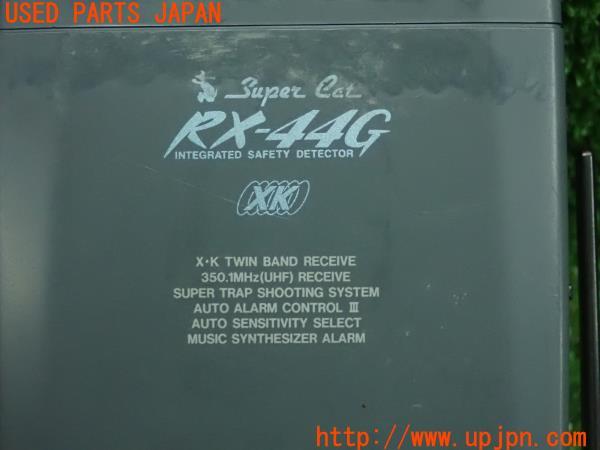 USED PARTS JAPAN
Super Cat
RX-44G
INTEGRATED SAFETY DETECTOR
XK
X・K TWIN BAND RECEIVE
350.1MHz(UHF) RECEIVE
SUPER TRAP SHOOTING SYSTEM
AUTO ALARM CONTROL Ⅲ
AUTO SENSITIVITY SELECT
MUSIC SYNTHESIZER ALARM
http://www.upjpn.com